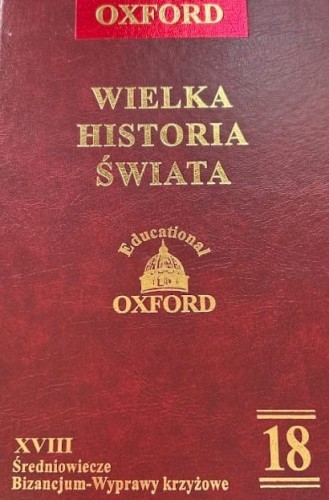 OXFORD
WIELKA
HISTORIA
ŚWIATA
Educational
OXFORD
XVIII
Średniowiecze
Bizancjum-Wyprawy krzyżowe
18